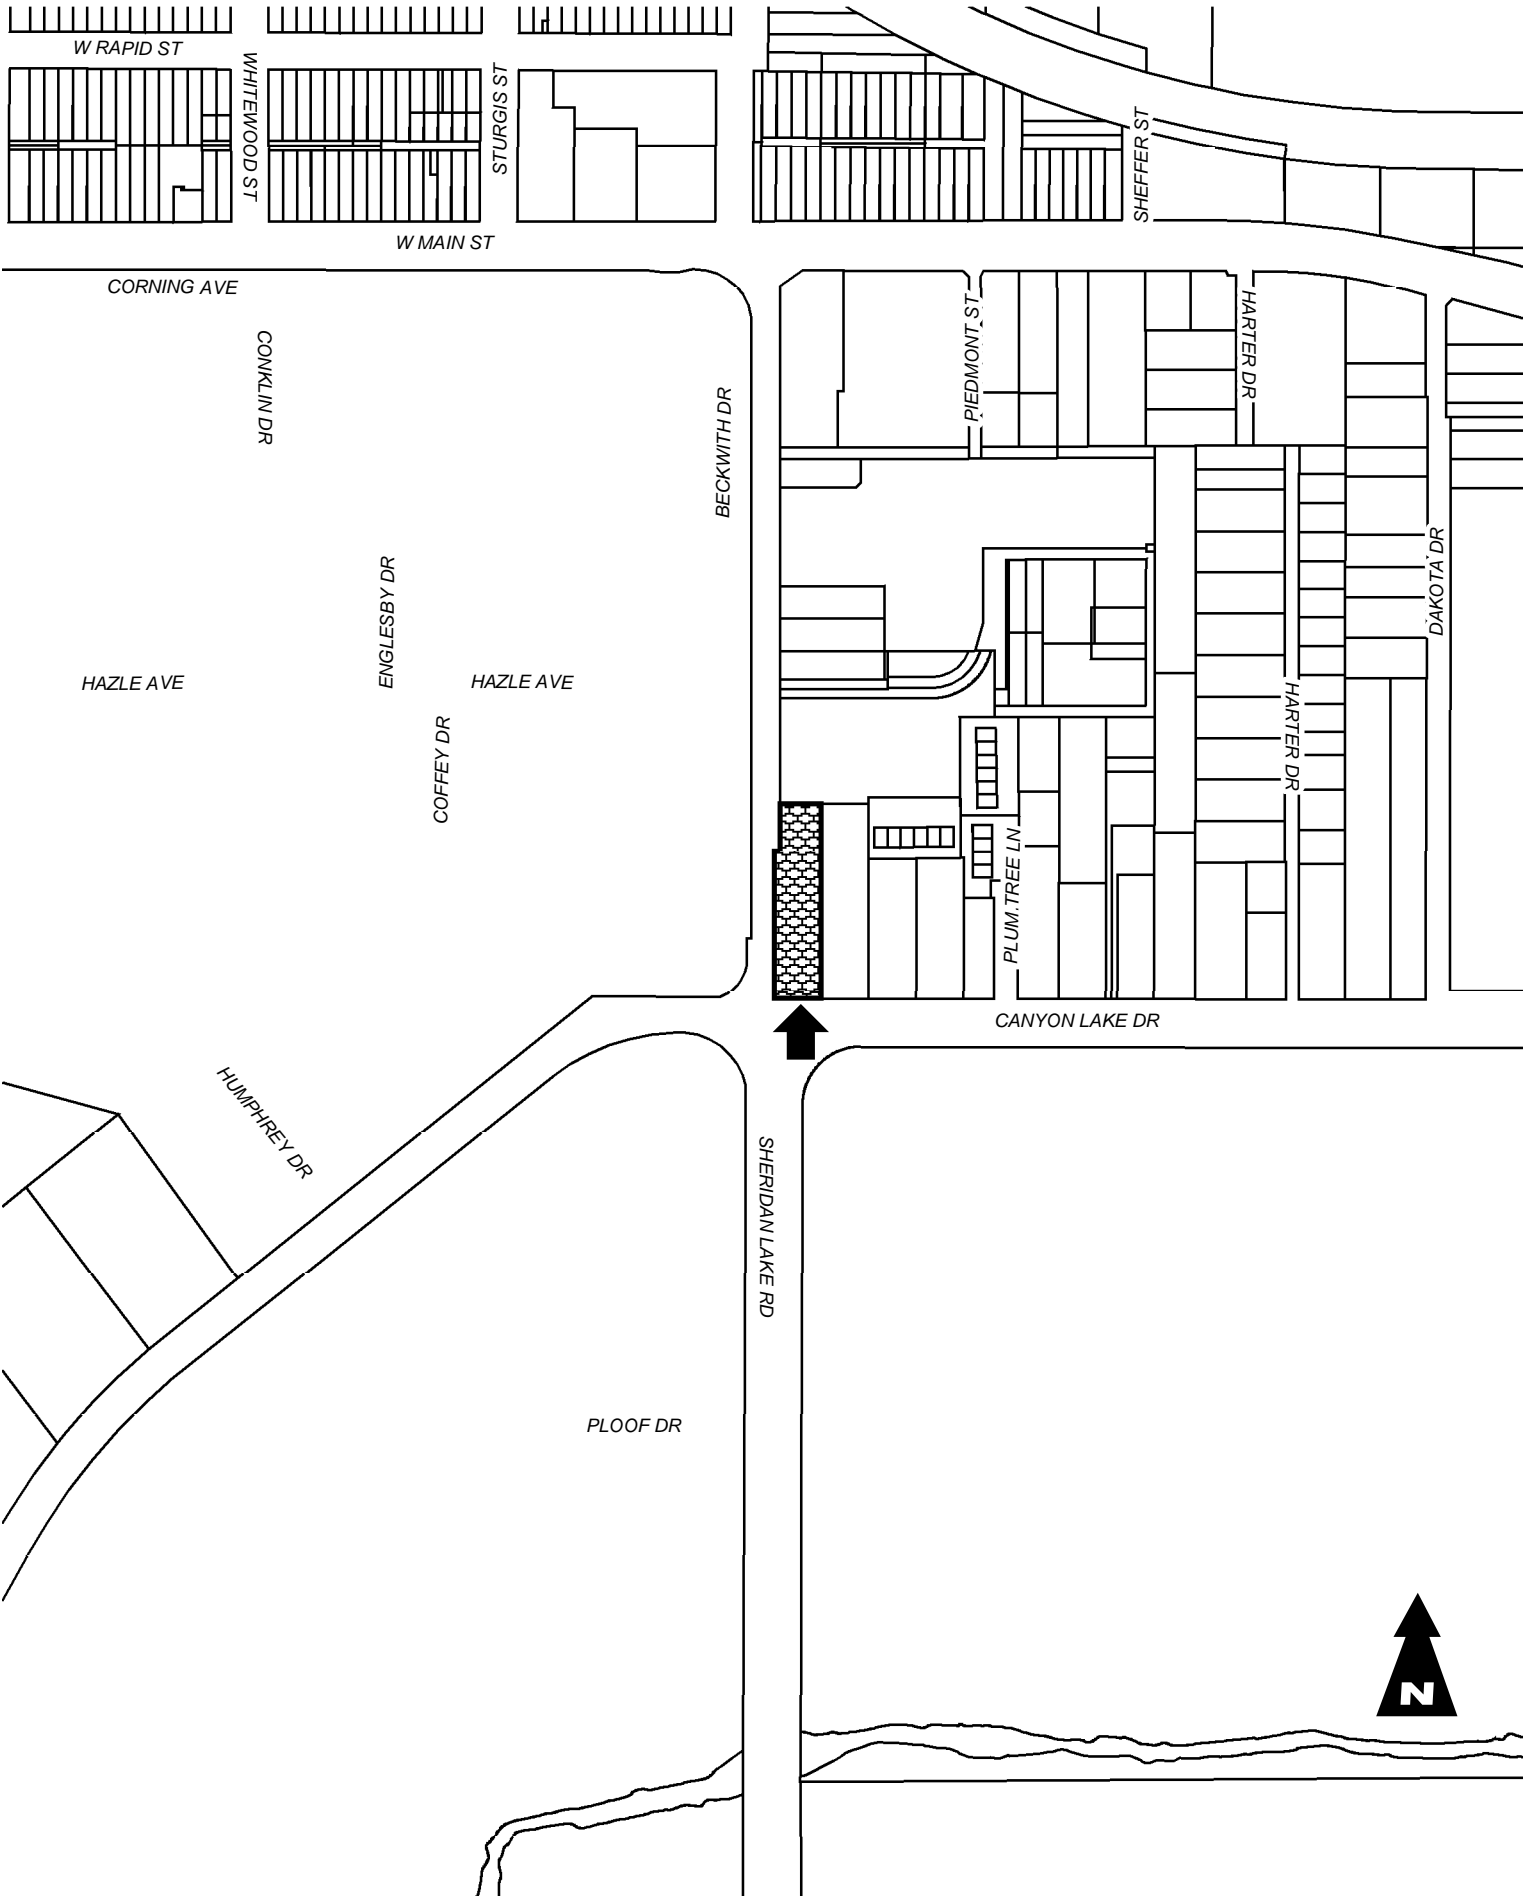 W RAPID ST
WHITEWOOD ST
STURGIS ST
SHEFFER ST
W MAIN ST
CORNING AVE
CONKLIN DR
BECKWITH DR
PIEDMONT ST
HARTER DR
ENGLESBY DR
DAKOTA DR
HAZLE AVE
HAZLE AVE
COFFEY DR
HARTER DR
PLUM TREE LN
CANYON LAKE DR
HUMPHREY DR
SHERIDAN LAKE RD
PLOOF DR
N